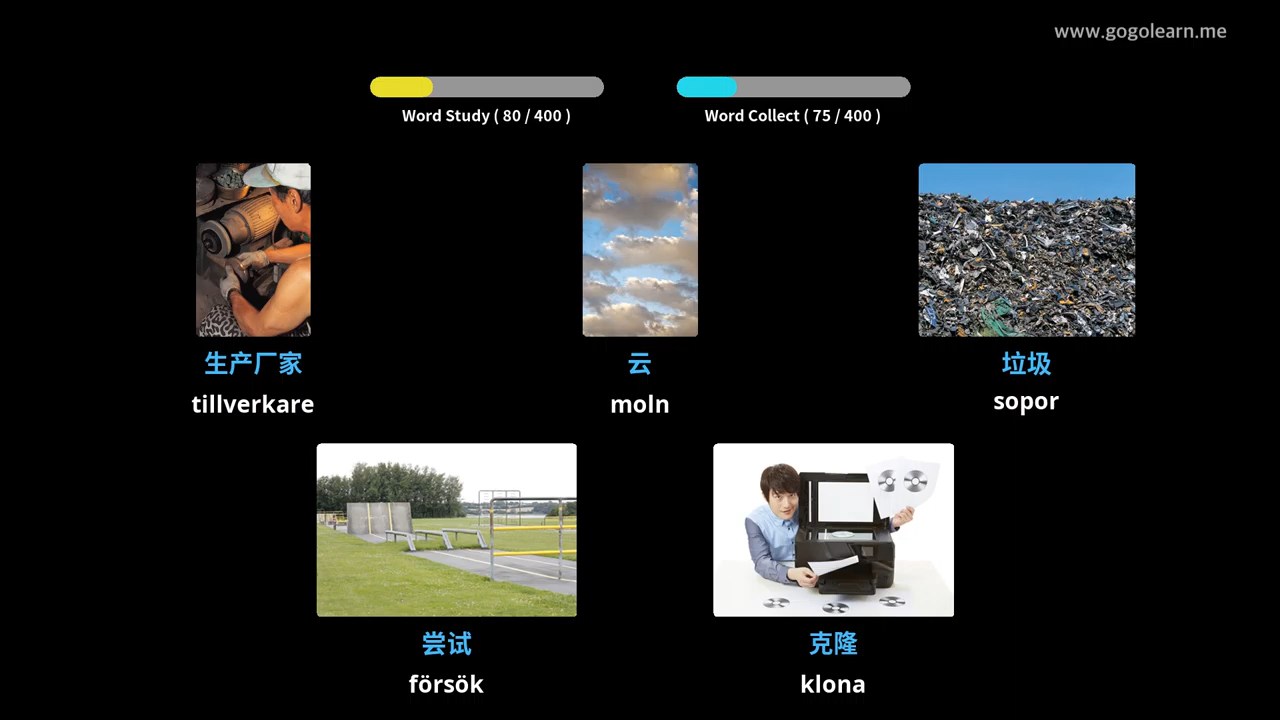 www.gogolearn.me
Word Study ( 80 / 400 )
Word Collect ( 75 / 400 )
生产厂家
tillverkare
云
moln
垃圾
sopor
尝试
försök
克隆
klona